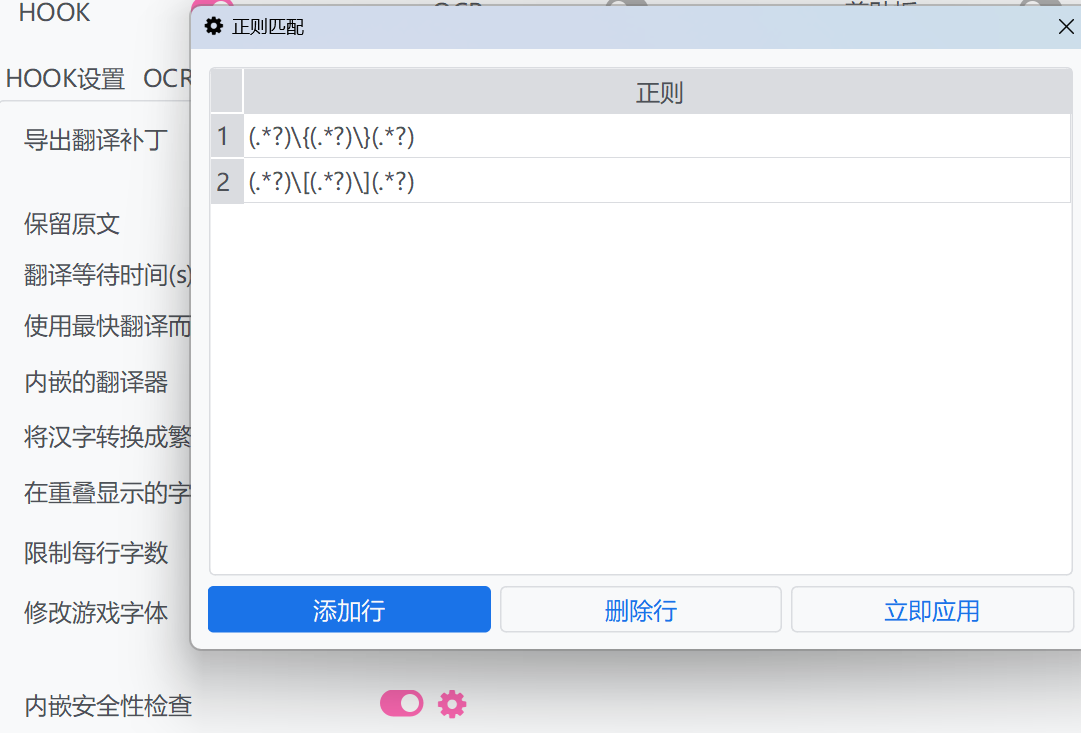 HOOK
正则匹配
HOOK设置 OCR
正则
导出翻译补丁
1 (.*?)\{(.*?)\}(.*?)
2 (.*?)\[(.*?)\](.*?)
保留原文
翻译等待时间(s)
使用最快翻译而
内嵌的翻译器
将汉字转换成繁
在重叠显示的字
限制每行字数
修改游戏字体
添加行 删除行 立即应用
内嵌安全性检查